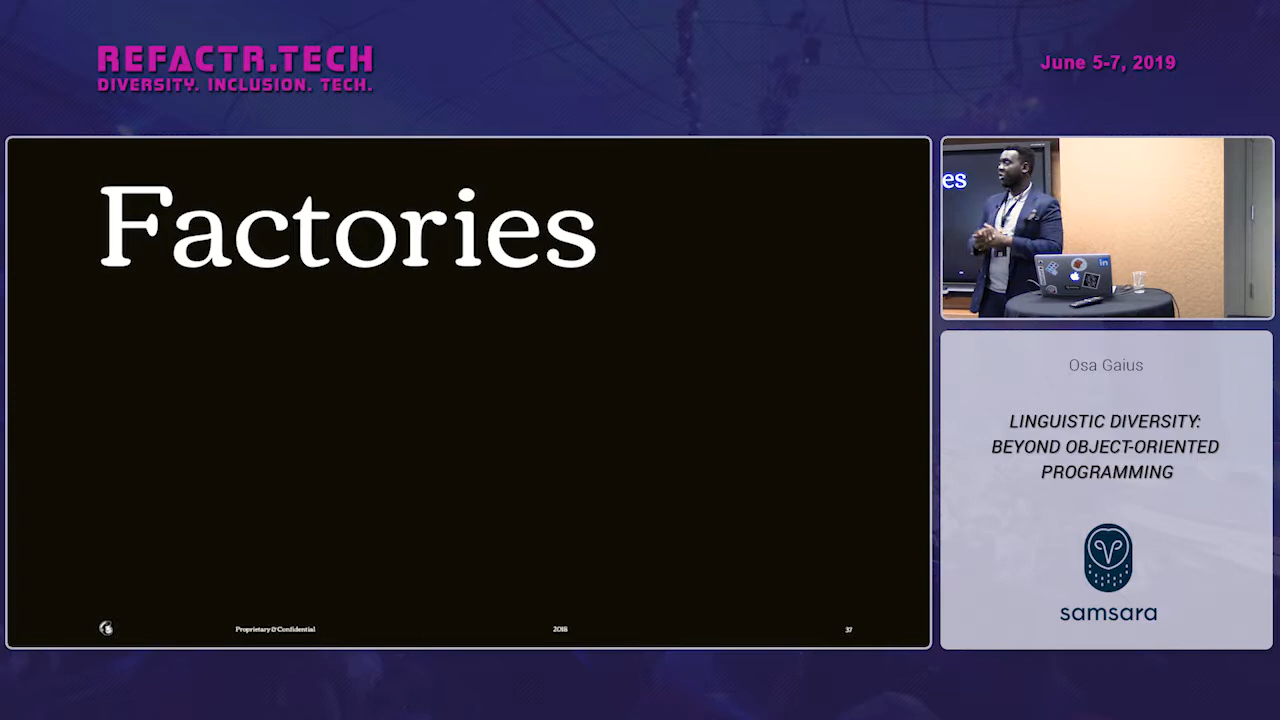 REFACTR.TECH
DIVERSITY. INCLUSION. TECH.
June 5-7, 2019
Factories
Proprietary & Confidential
2018
37
es
in
Osa Gaius
LINGUISTIC DIVERSITY:
BEYOND OBJECT-ORIENTED
PROGRAMMING
samsara